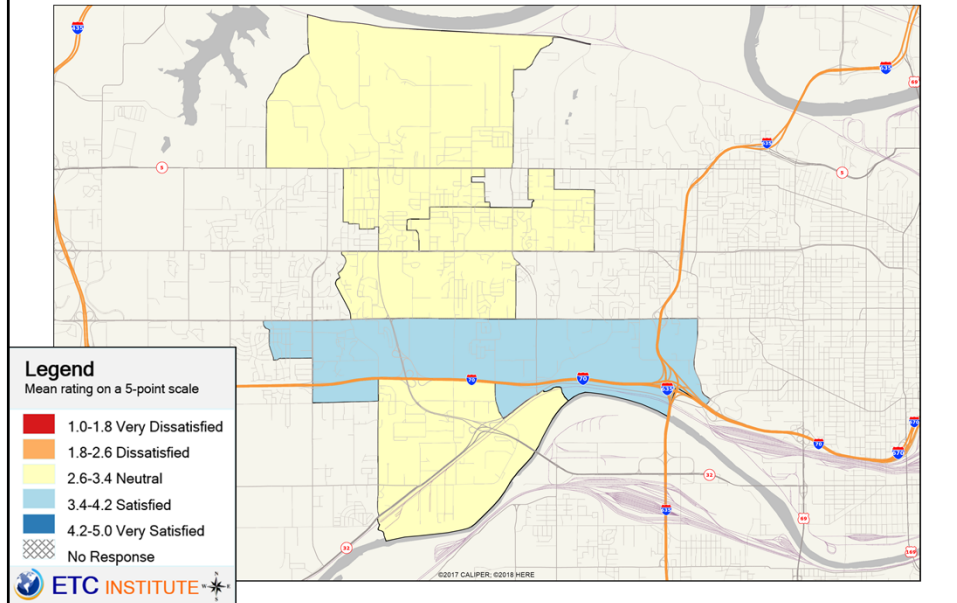 435
635
69
635
5
5
Legend
Mean rating on a 5-point scale
1.0-1.8 Very Dissatisfied
1.8-2.6 Dissatisfied
2.6-3.4 Neutral
3.4-4.2 Satisfied
4.2-5.0 Very Satisfied
No Response
70
70
635
70
670
32
635
69
32
169
ETC INSTITUTE
W
E
©2017 CALIPER; ©2018 HERE